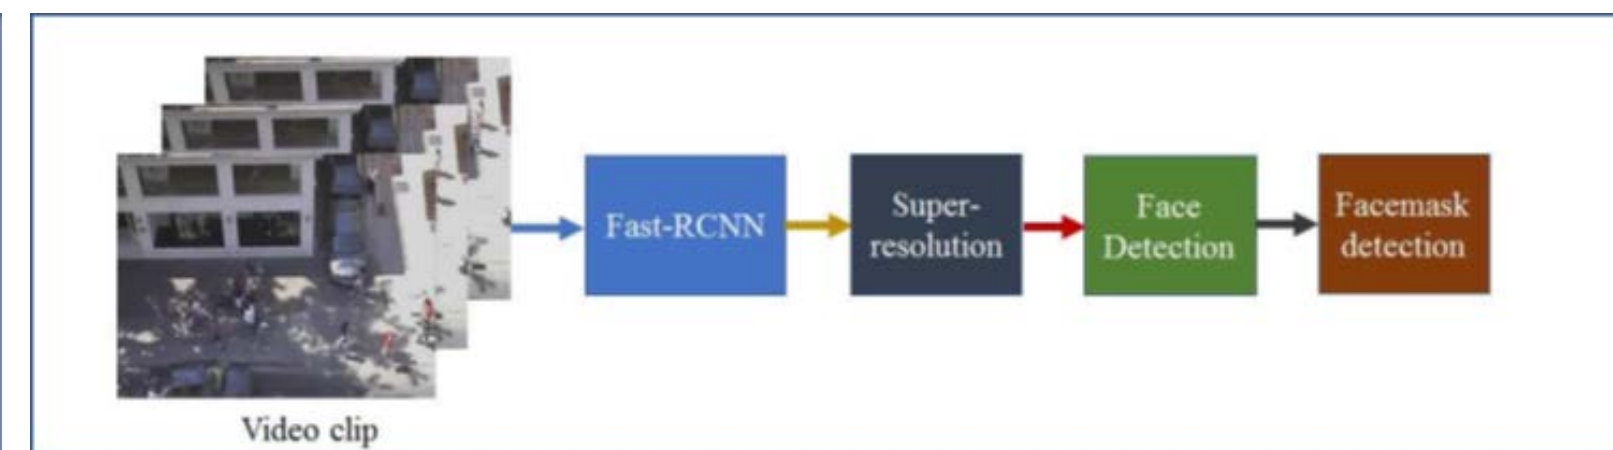 Fast-RCNN
Super-
resolution
Face
Detection
Facemask
detection
Video clip